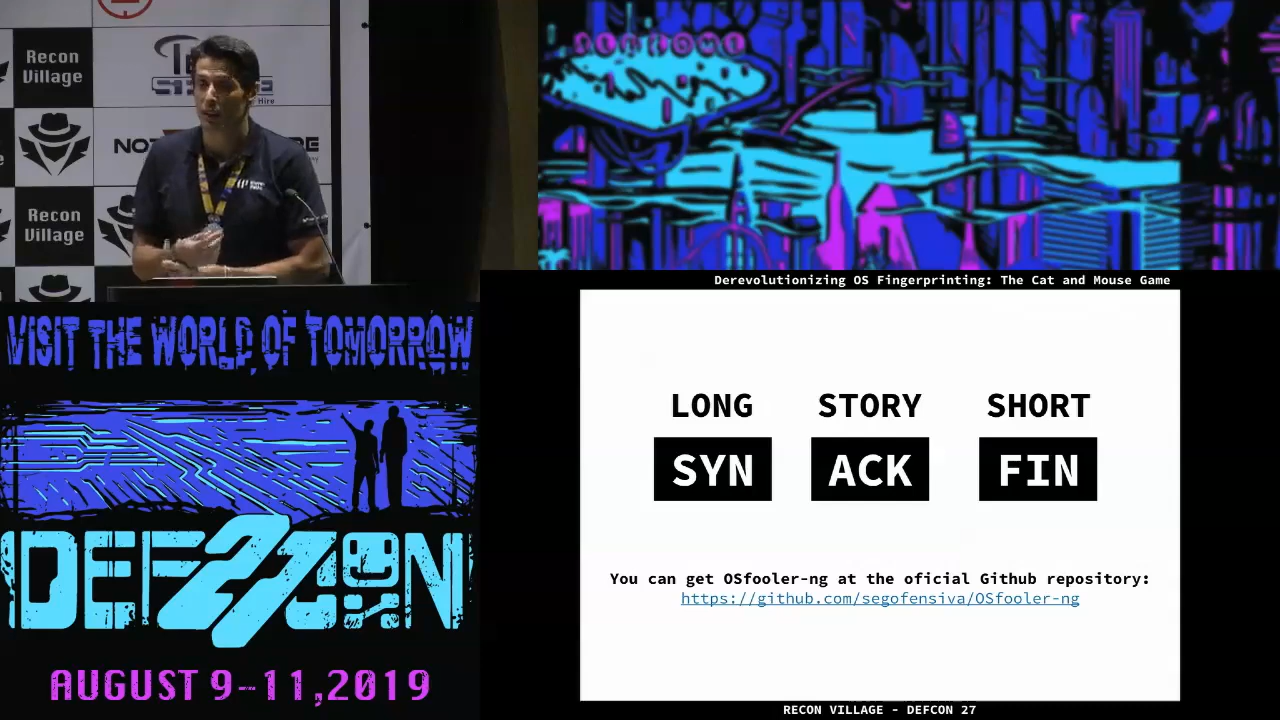 Recon
Village
Hire
Recon
Village
VISIT THE WORLD OF TOMORROW
DEF27CON
AUGUST 9-11,2019
Derevolutionizing OS Fingerprinting: The Cat and Mouse Game
LONG STORY SHORT
SYN ACK FIN
You can get OSfooler-ng at the oficial Github repository:
https://github.com/segofensiva/OSfooler-ng
RECON VILLAGE - DEFCON 27